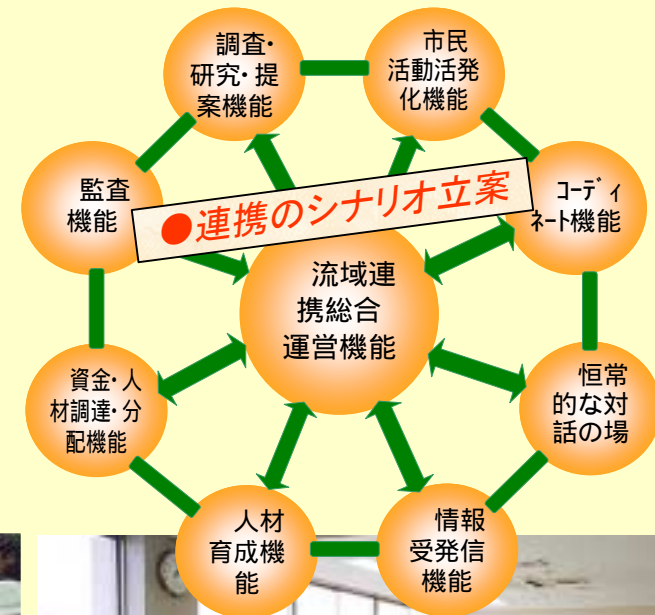 調査・
研究・提
案機能
市民
活動活発
化機能
監査
機能
●連携のシナリオ立案
コーディ
ネート機能
流域連
携総合
運営機能
資金・人
材調達・分
配機能
恒常
的な対
話の場
人材
育成機
能
情報
受発信
機能